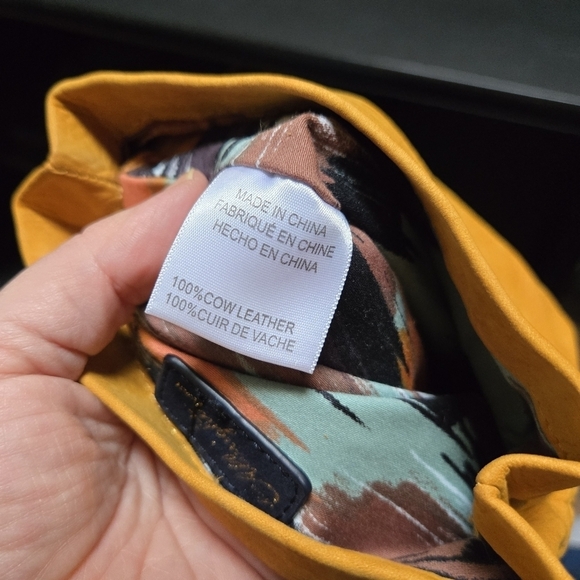 MADE IN CHINA
FABRIQUÉ EN CHINE
HECHO EN CHINA
100%COW LEATHER
100%CUIR DE VACHE